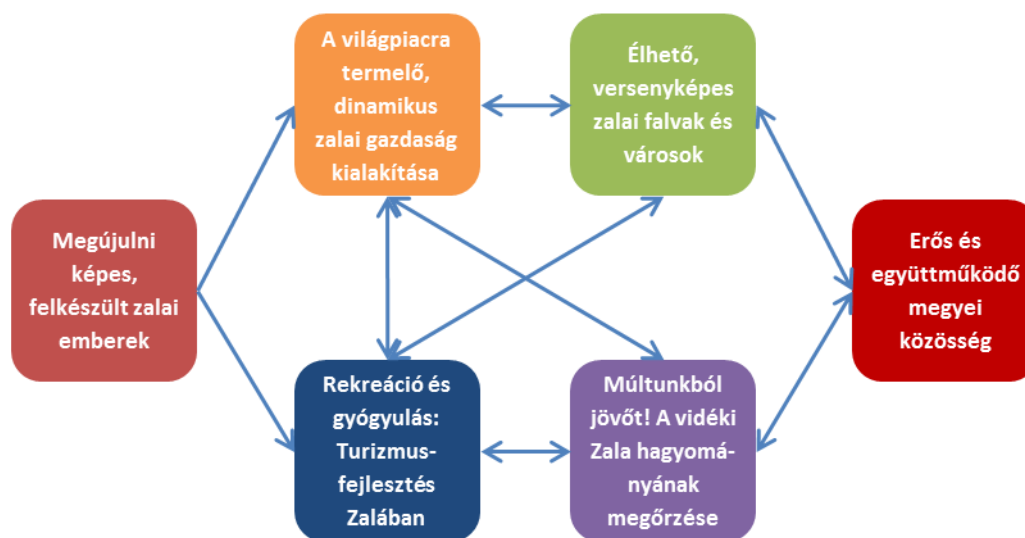 A világpiacra
termelő,
dinamikus
zalai gazdaság
kialakítása
Élhető,
versenyképes
zalai falvak és
városok
Megújulni
képes,
felkészült zalai
emberek
Erős és
együttműködő
megyei
közösség
Rekreáció és
gyógyulás:
Turizmus-
fejlesztés
Zalában
Múltunkból
jövőt! A vidéki
Zala hagyomá-
nyának
megőrzése